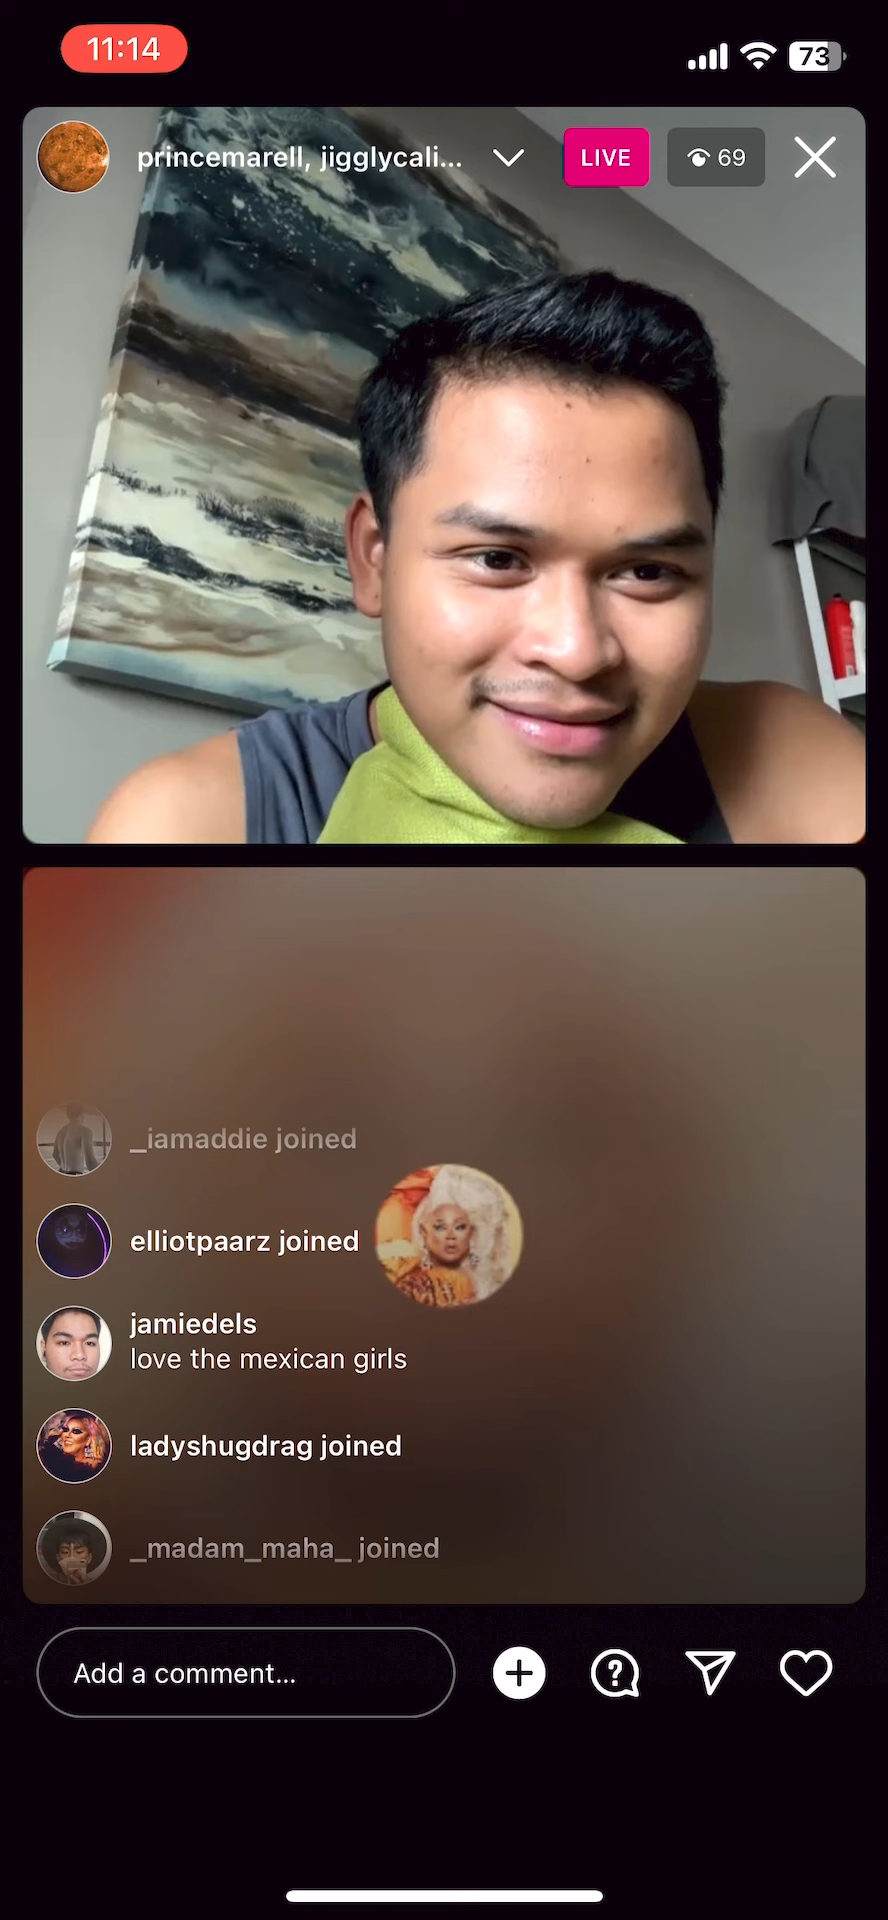 11:14
73
princemarell, jigglycali...
LIVE
69
_iamaddie joined
elliotpaarz joined
jamiedels
love the mexican girls
ladyshugdrag joined
_madam_maha_ joined
Add a comment...